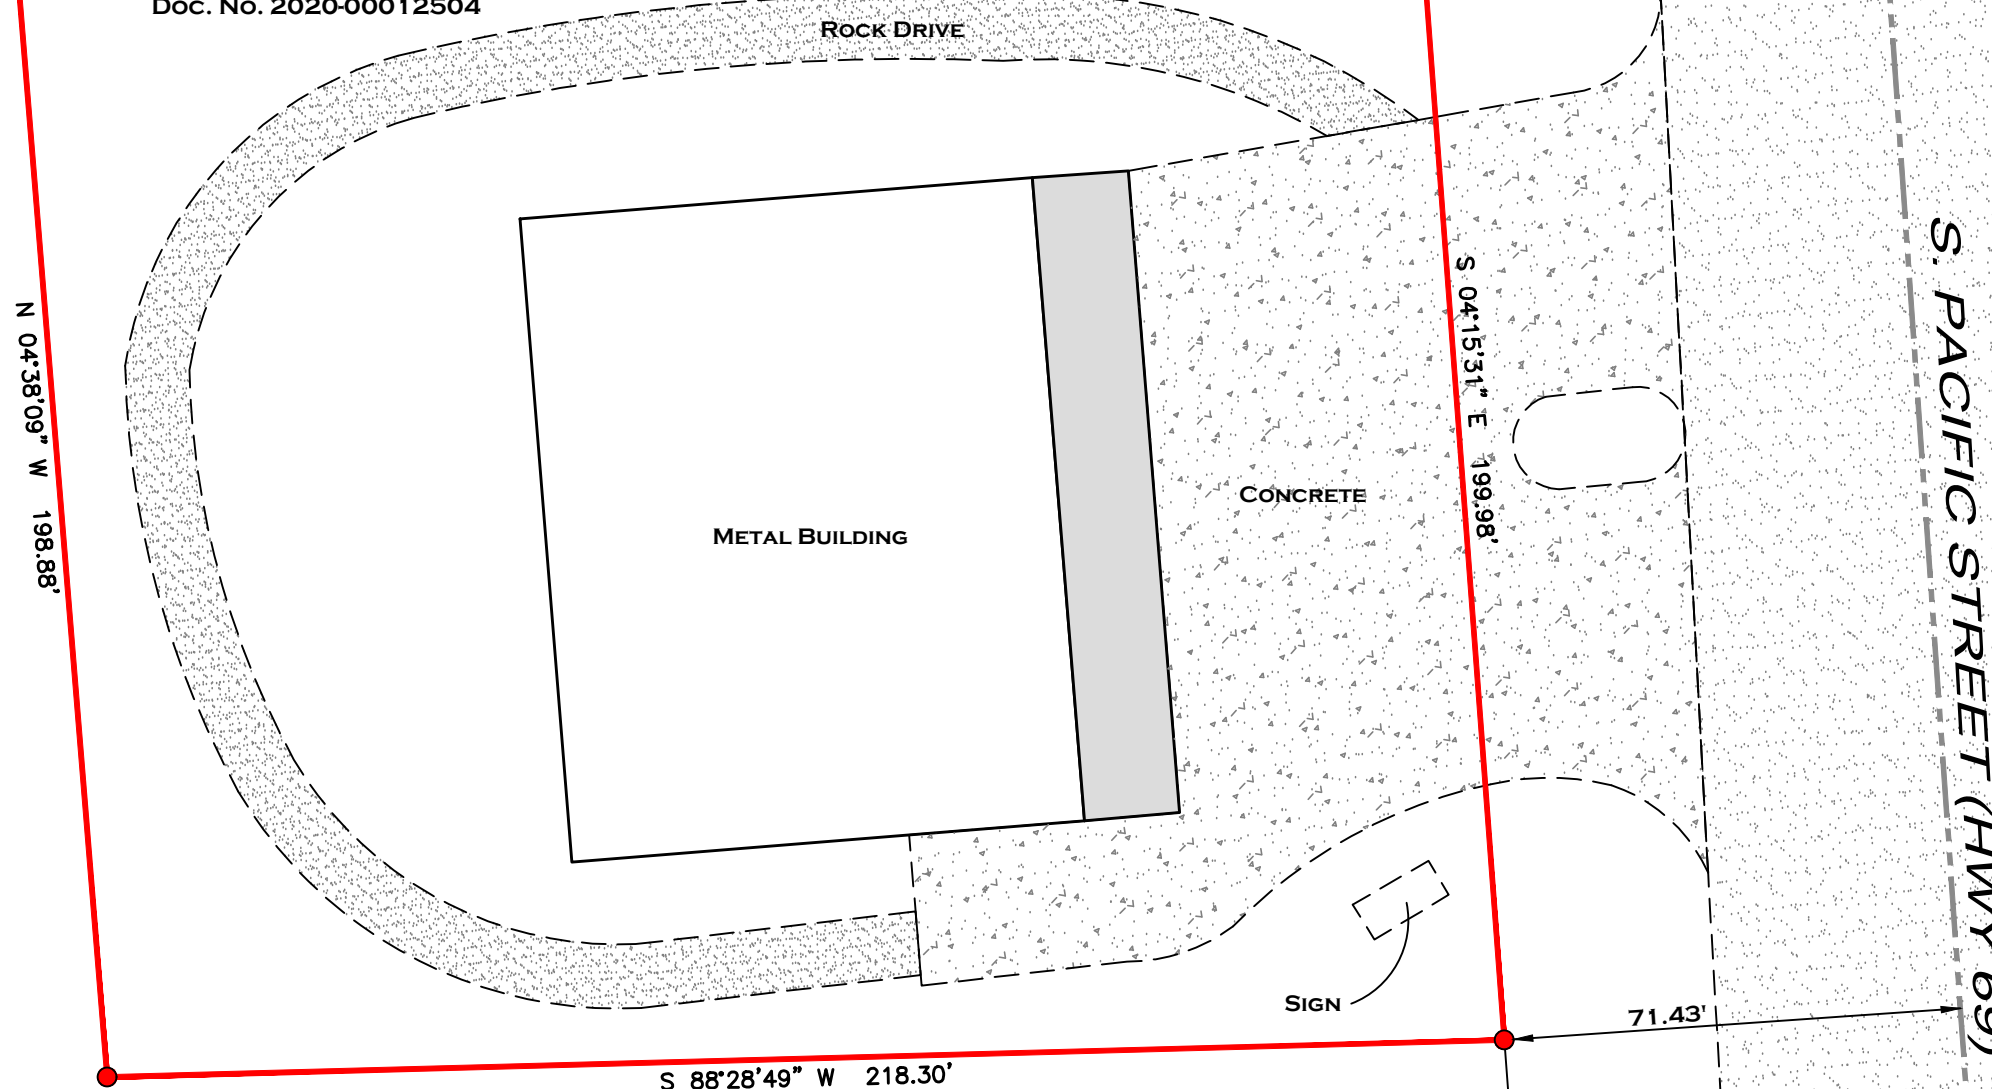 Doc. No. 2020-00012504
Rock Drive
N 04°38'09" W 198.88'
Metal Building
Concrete
S 04°15'31" E 199.98'
S. PACIFIC STREET (HWY 69)
Sign
71.43'
S 88°28'49" W 218.30'